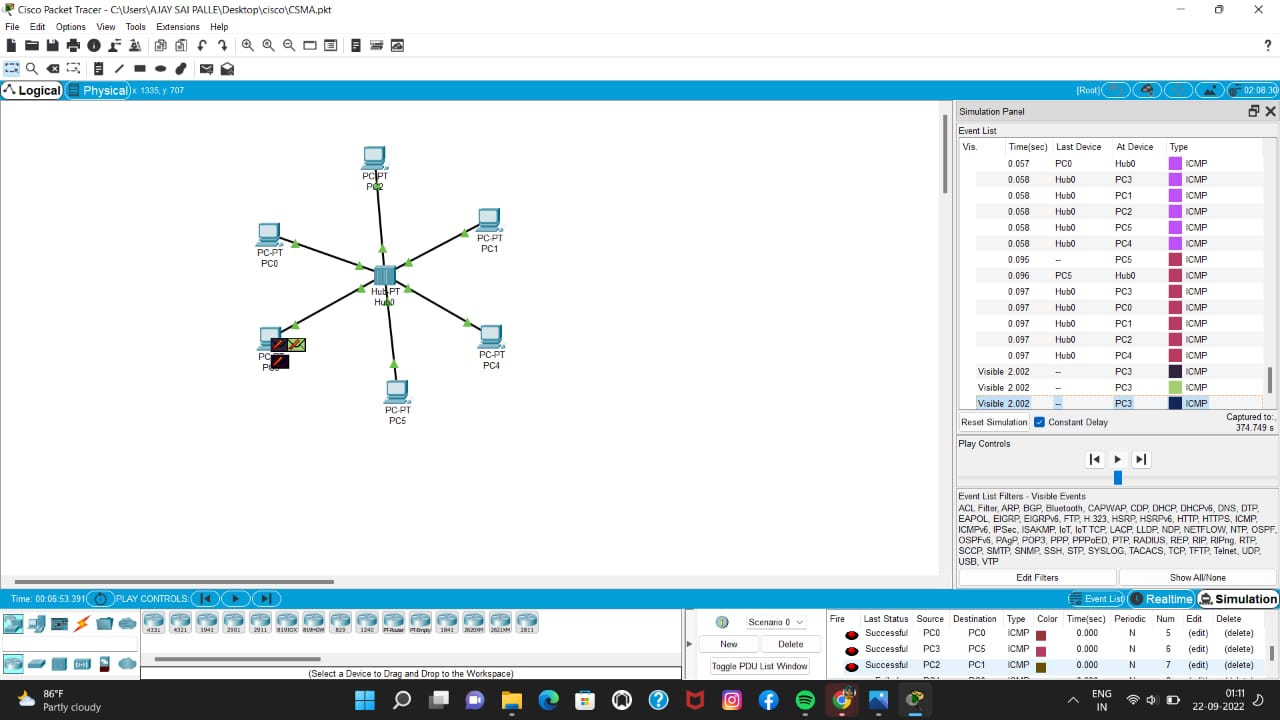 Cisco Packet Tracer - C:\Users\AJAY SAI PALLE\Desktop\cisco\CSMA.pkt
File Edit Options View Tools Extensions Help
?
Logical Physical x: 1335, y: 707 [Root] 02:08:30
Simulation Panel
Event List
Vis. Time(sec) Last Device At Device Type
0.057 PC0 Hub0 ICMP
0.058 Hub0 PC3 ICMP
0.058 Hub0 PC1 ICMP
0.058 Hub0 PC2 ICMP
0.058 Hub0 PC5 ICMP
0.058 Hub0 PC4 ICMP
0.095 -- PC5 ICMP
0.096 PC5 Hub0 ICMP
0.097 Hub0 PC3 ICMP
0.097 Hub0 PC0 ICMP
0.097 Hub0 PC1 ICMP
0.097 Hub0 PC2 ICMP
0.097 Hub0 PC4 ICMP
Visible 2.002 -- PC3 ICMP
Visible 2.002 -- PC3 ICMP
Visible 2.002 -- PC3 ICMP
Reset Simulation Constant Delay Captured to:
374.749 s
Play Controls
Event List Filters - Visible Events
ACL Filter, ARP, BGP, Bluetooth, CAPWAP, CDP, DHCP, DHCPv6, DNS, DTP,
EAPOL, EIGRP, EIGRPv6, FTP, H.323, HSRP, HSRPv6, HTTP, HTTPS, ICMP,
ICMPv6, IPSec, ISAKMP, IoT, IoT TCP, LACP, LLDP, NDP, NETFLOW, NTP, OSPF,
OSPFv6, PAgP, POP3, PPP, PPPoED, PTP, RADIUS, REP, RIP, RIPng, RTP,
SCCP, SMTP, SNMP, SSH, STP, SYSLOG, TACACS, TCP, TFTP, Telnet, UDP,
USB, VTP
Edit Filters Show All/None
PC-PT
PC2
PC-PT
PC1
PC-PT
PC0
Hub-PT
Hub0
PC-PT
PC4
PC-PT
PC5
Time: 00:06:53.391 PLAY CONTROLS: Event List Realtime Simulation
4331 4321 1941 2901 2911 819IOX 819HGW 829 1240 PT-Router PT-Empty 1841 2620XM 2621XM 2811
(Select a Device to Drag and Drop to the Workspace)
Scenario 0
New Delete
Toggle PDU List Window
Fire Last Status Source Destination Type Color Time(sec) Periodic Num Edit Delete
Successful PC0 PC0 ICMP 0.000 N 5 (edit) (delete)
Successful PC3 PC5 ICMP 0.000 N 6 (edit) (delete)
Successful PC2 PC1 ICMP 0.000 N 7 (edit) (delete)
86°F
Partly cloudy
ENG
IN
01:11
22-09-2022